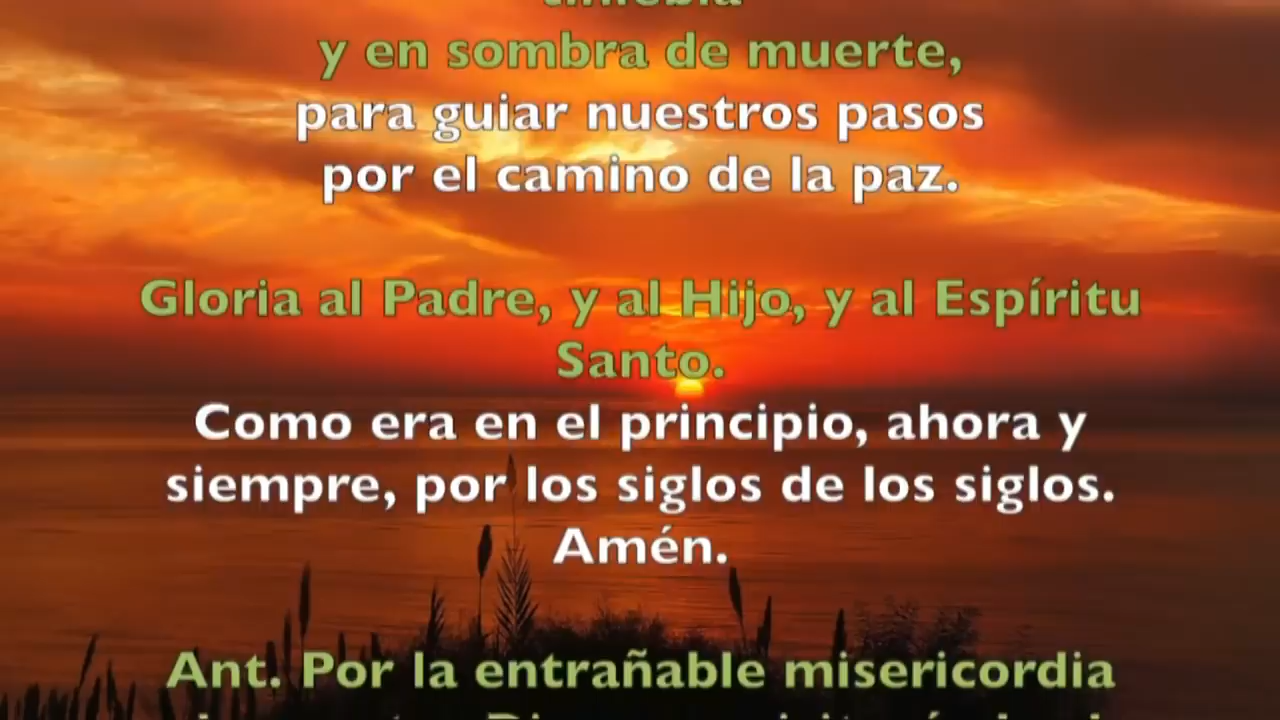 y en sombra de muerte,
para guiar nuestros pasos
por el camino de la paz.
Gloria al Padre, y al Hijo, y al Espíritu
Santo.
Como era en el principio, ahora y
siempre, por los siglos de los siglos.
Amén.
Ant. Por la entrañable misericordia